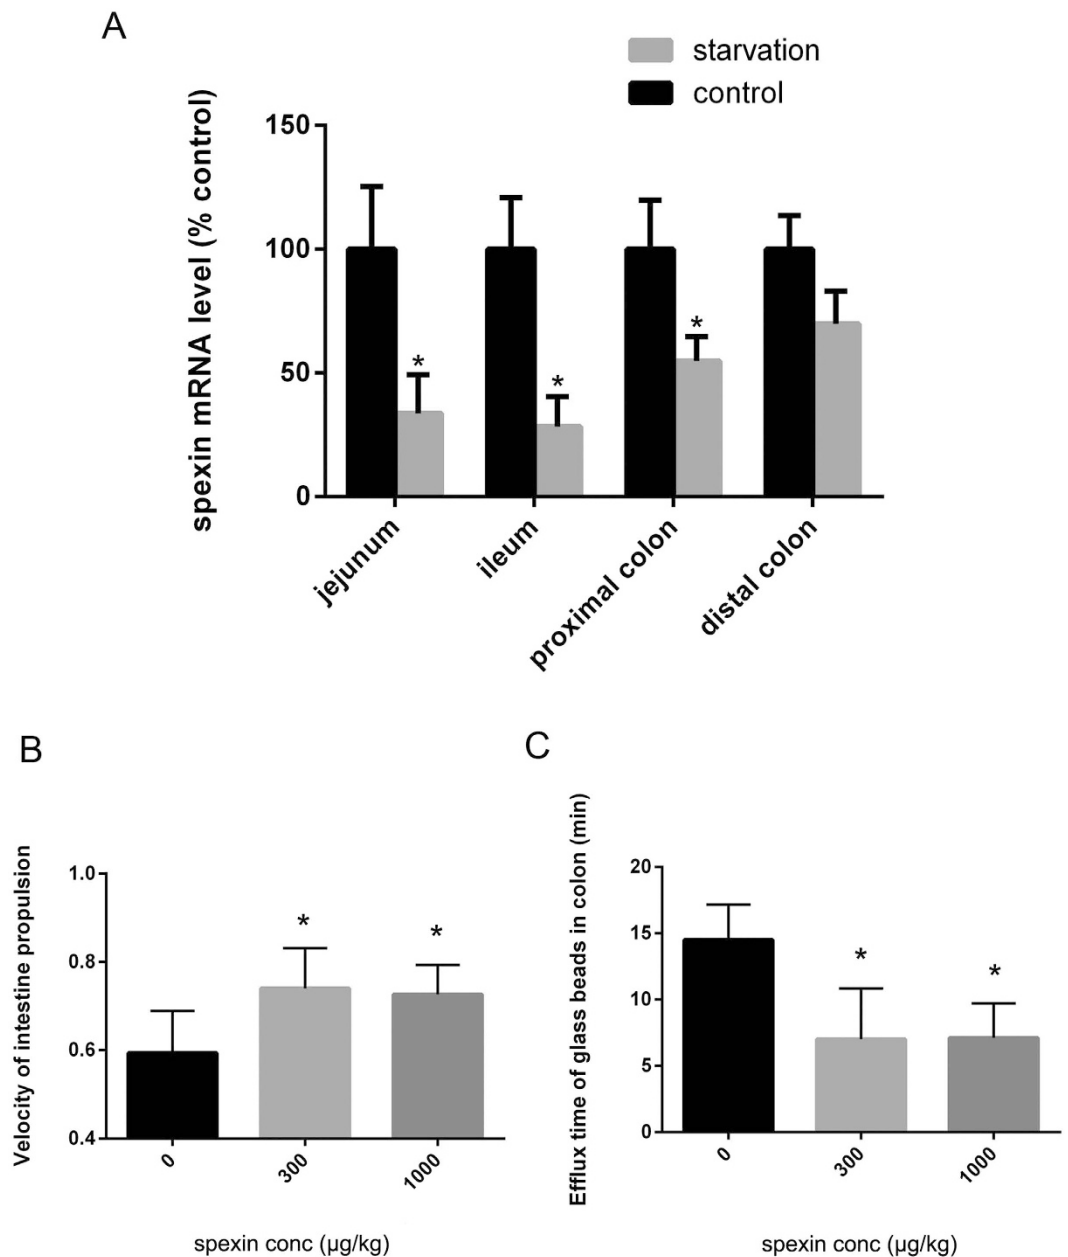 A
starvation
control
spexin mRNA level (% control)
150
100
50
0
*
*
*
jejunum
ileum
proximal colon
distal colon
B
Velocity of intestine propulsion
1.0
0.8
0.6
0.4
*
*
0
300
1000
spexin conc (µg/kg)
C
Efflux time of glass beads in colon (min)
20
15
10
5
0
*
*
0
300
1000
spexin conc (µg/kg)